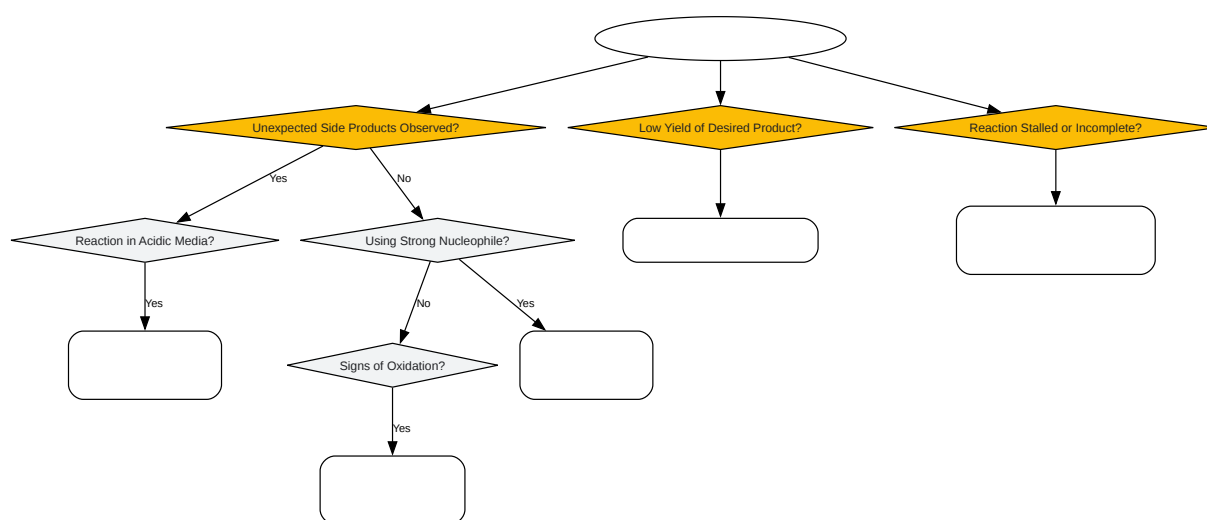 Unexpected Side Products Observed?
Low Yield of Desired Product?
Reaction Stalled or Incomplete?
Yes
No
Reaction in Acidic Media?
Using Strong Nucleophile?
Yes
No
Yes
Signs of Oxidation?
Yes